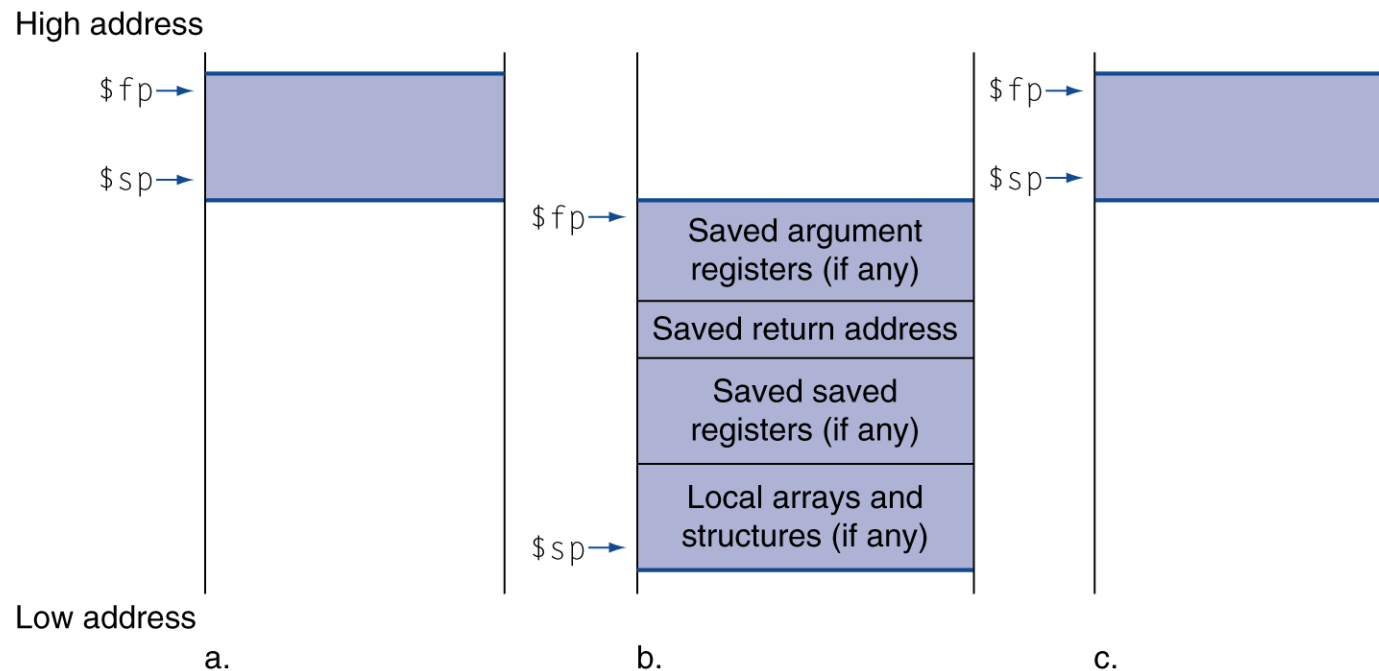 High address
$fp
$sp
$fp
$sp
$fp
Saved argument
registers (if any)
Saved return address
Saved saved
registers (if any)
Local arrays and
structures (if any)
$sp
Low address
a.
b.
c.